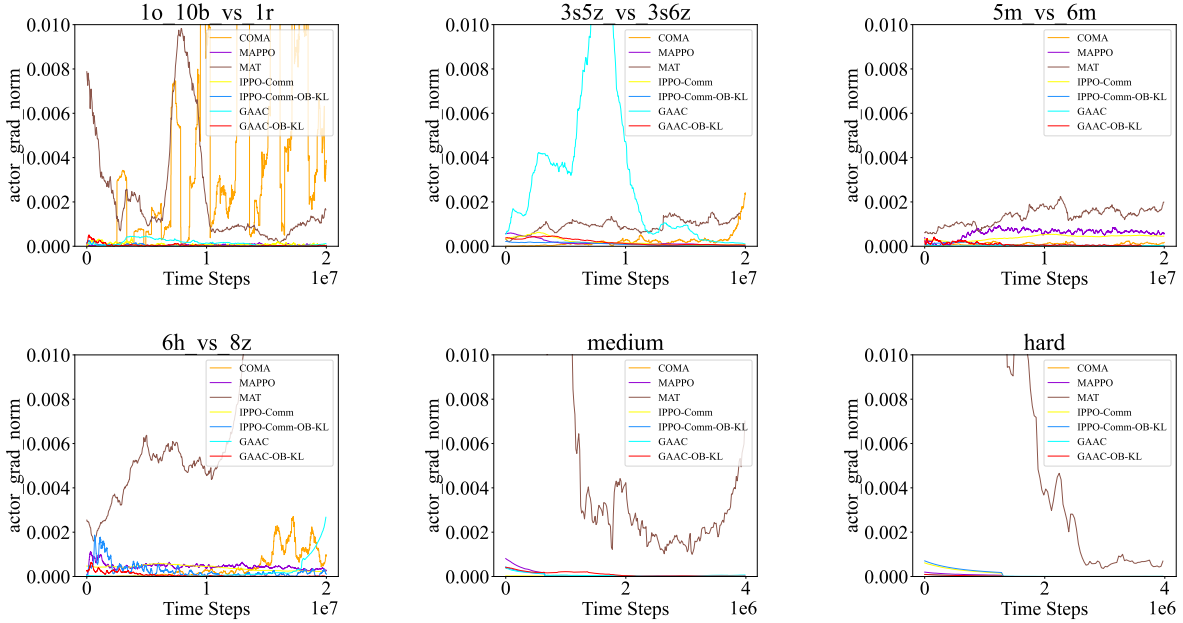 1o_10b_vs_1r
actor_grad_norm
0.010
0.008
0.006
0.004
0.002
0.000
COMA
MAPPO
MAT
IPPO-Comm
IPPO-Comm-OB-KL
GAAC
GAAC-OB-KL
0 1 2
Time Steps 1e7
3s5z_vs_3s6z
actor_grad_norm
0.010
0.008
0.006
0.004
0.002
0.000
COMA
MAPPO
MAT
IPPO-Comm
IPPO-Comm-OB-KL
GAAC
GAAC-OB-KL
0 1 2
Time Steps 1e7
5m_vs_6m
actor_grad_norm
0.010
0.008
0.006
0.004
0.002
0.000
COMA
MAPPO
MAT
IPPO-Comm
IPPO-Comm-OB-KL
GAAC
GAAC-OB-KL
0 1 2
Time Steps 1e7
6h_vs_8z
actor_grad_norm
0.010
0.008
0.006
0.004
0.002
0.000
COMA
MAPPO
MAT
IPPO-Comm
IPPO-Comm-OB-KL
GAAC
GAAC-OB-KL
0 1 2
Time Steps 1e7
medium
actor_grad_norm
0.010
0.008
0.006
0.004
0.002
0.000
COMA
MAPPO
MAT
IPPO-Comm
IPPO-Comm-OB-KL
GAAC
GAAC-OB-KL
0 2 4
Time Steps 1e6
hard
actor_grad_norm
0.010
0.008
0.006
0.004
0.002
0.000
COMA
MAPPO
MAT
IPPO-Comm
IPPO-Comm-OB-KL
GAAC
GAAC-OB-KL
0 2 4
Time Steps 1e6